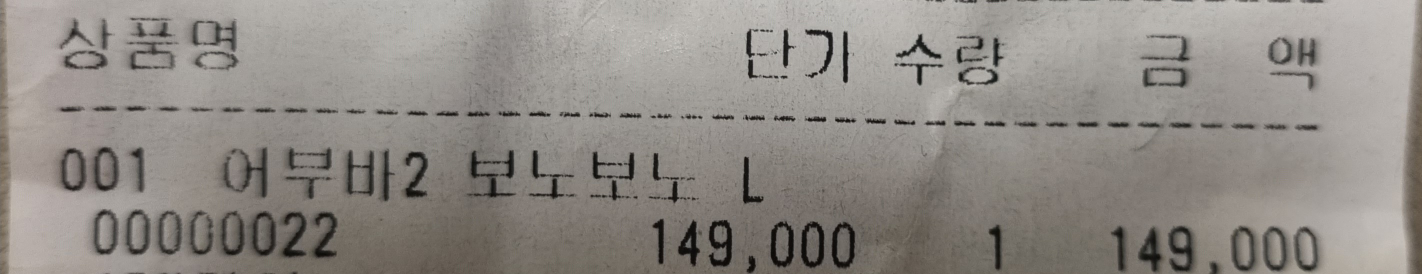 상품명 단가 수량 금 액
001 어부바2 보노보노 L
00000022 149,000 1 149,000